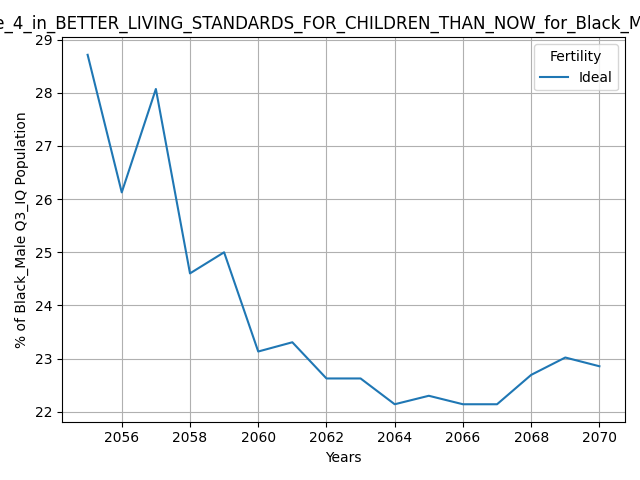 e_4_in_BETTER_LIVING_STANDARDS_FOR_CHILDREN_THAN_NOW_for_Black_M
29
28
27
26
25
24
23
22
% of Black_Male Q3_IQ Population
Fertility
Ideal
2056 2058 2060 2062 2064 2066 2068 2070
Years